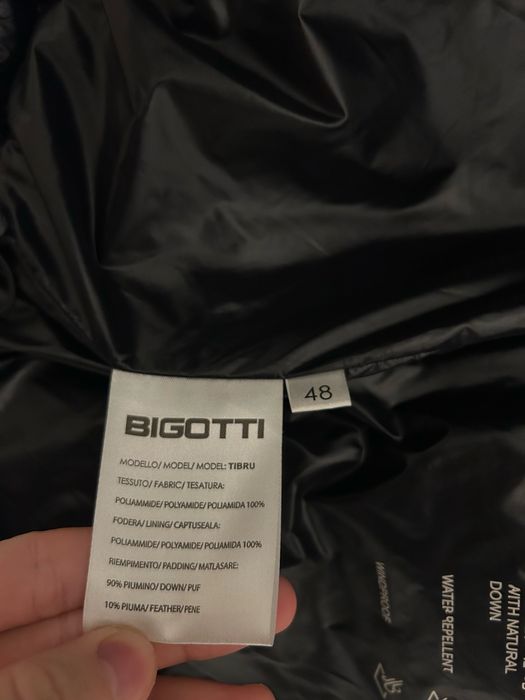 BIGOTTI
MODELLO/ MODEL/ MODEL: TIBRU
TESSUTO/ FABRIC/ TESATURA:
POLIAMMIDE/ POLYAMIDE/ POLIAMIDA 100%
FODERA/ LINING/ CAPTUSEALA:
POLIAMMIDE/ POLYAMIDE/ POLIAMIDA 100%
RIEMPIMENTO/ PADDING/ MATLASARE:
90% PIUMINO/ DOWN/ PUF
10% PIUMA/ FEATHER/ PENE
48
WINDPROOF
WATER REPELLENT
WITH NATURAL
DOWN